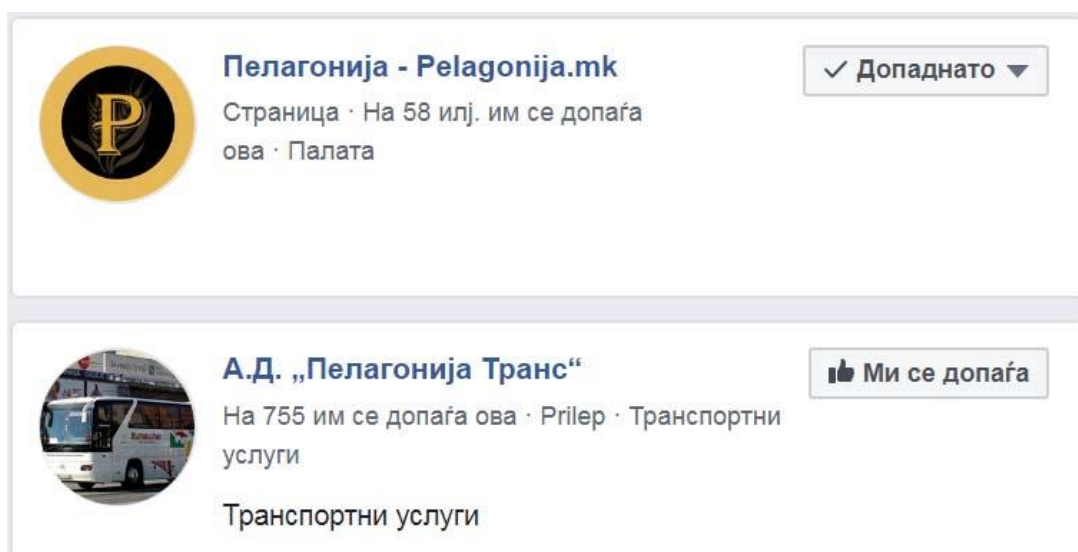 P
Пелагонија - Pelagonija.mk
Допаднато
Страница · На 58 илј. им се допаѓа
ова · Палата
А.Д. „Пелагонија Транс“
Ми се допаѓа
На 755 им се допаѓа ова · Prilep · Транспортни
услуги
Транспортни услуги